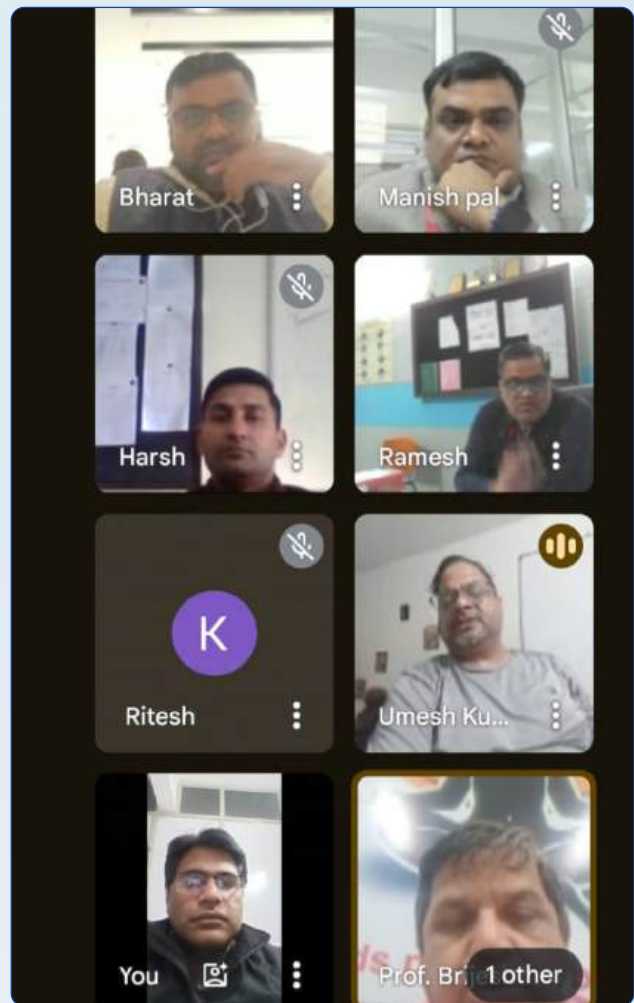 Bharat
Manish pal
Harsh
Ramesh
K
Ritesh
Umesh Ku...
You
Prof. Brij
1 other